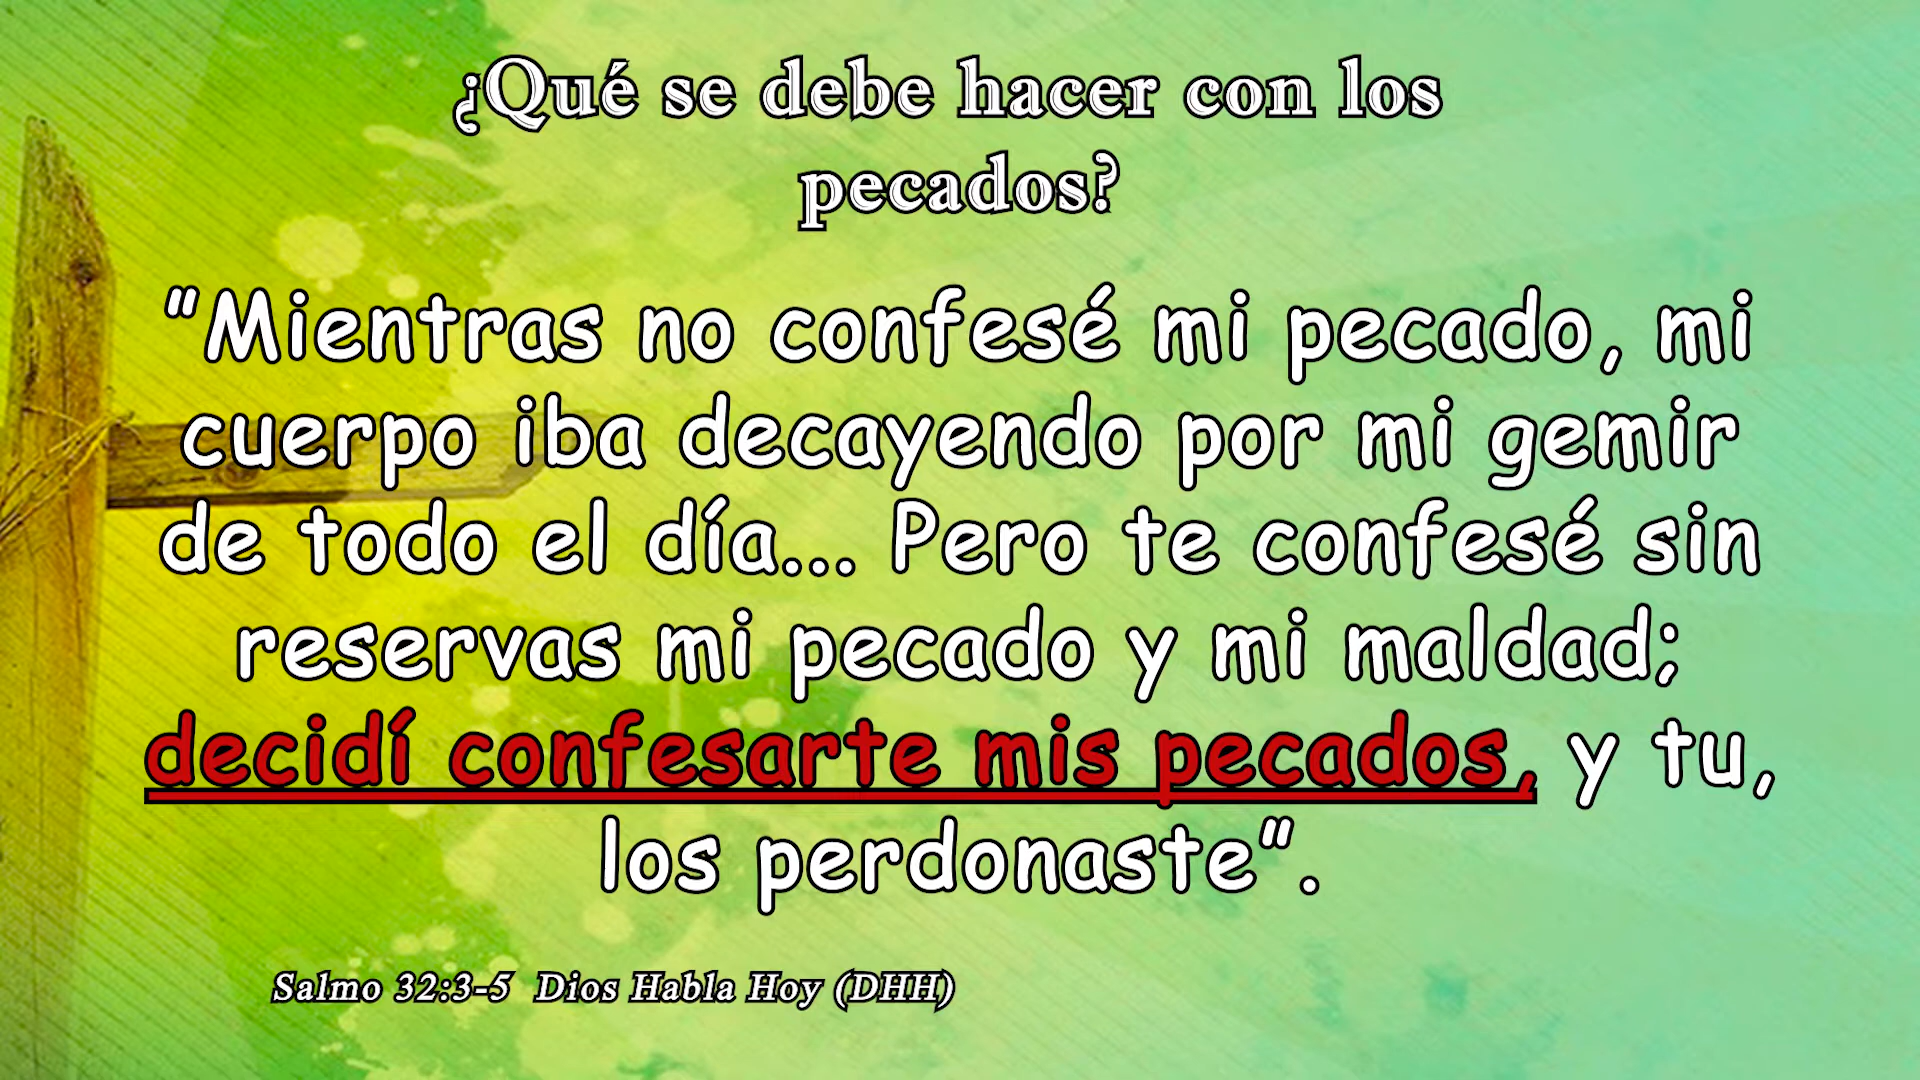 ¿Qué se debe hacer con los
pecados?
"Mientras no confesé mi pecado, mi
cuerpo iba decayendo por mi gemir
de todo el día... Pero te confesé sin
reservas mi pecado y mi maldad;
decidí confesarte mis pecados, y tu,
los perdonaste".
Salmo 32:3-5 Dios Habla Hoy (DHH)